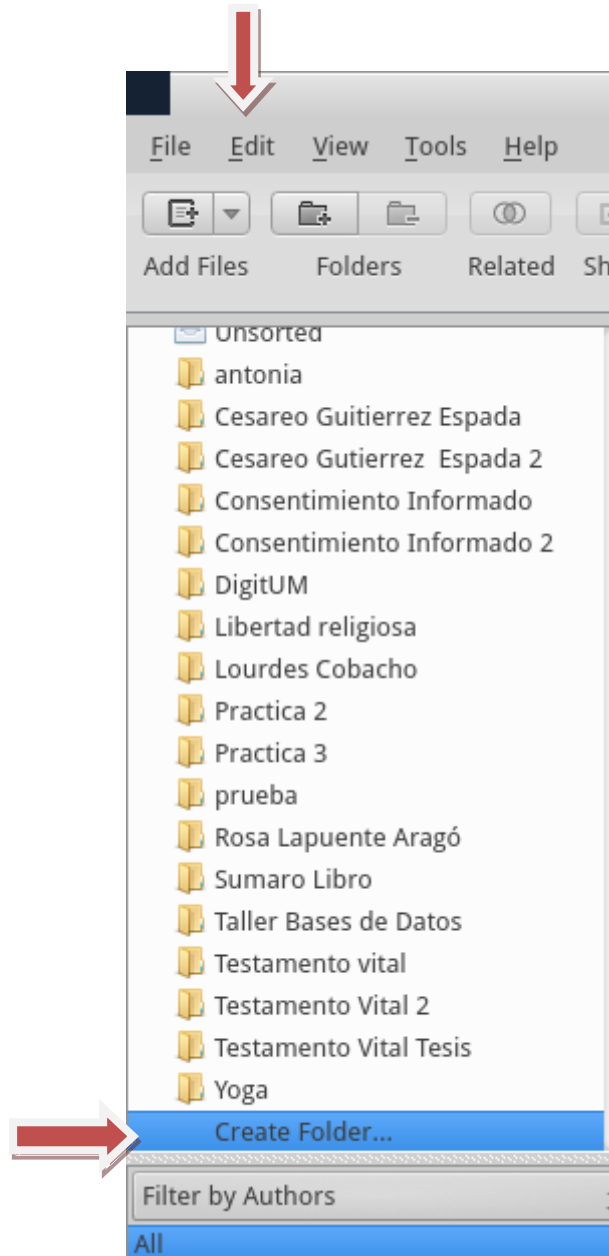 File Edit View Tools Help
Add Files Folders Related Sh
Unsorted
antonia
Cesareo Guitierrez Espada
Cesareo Gutierrez Espada 2
Consentimiento Informado
Consentimiento Informado 2
DigitUM
Libertad religiosa
Lourdes Cobacho
Practica 2
Practica 3
prueba
Rosa Lapuente Aragó
Sumaro Libro
Taller Bases de Datos
Testamento vital
Testamento Vital 2
Testamento Vital Tesis
Yoga
Create Folder...
Filter by Authors
All